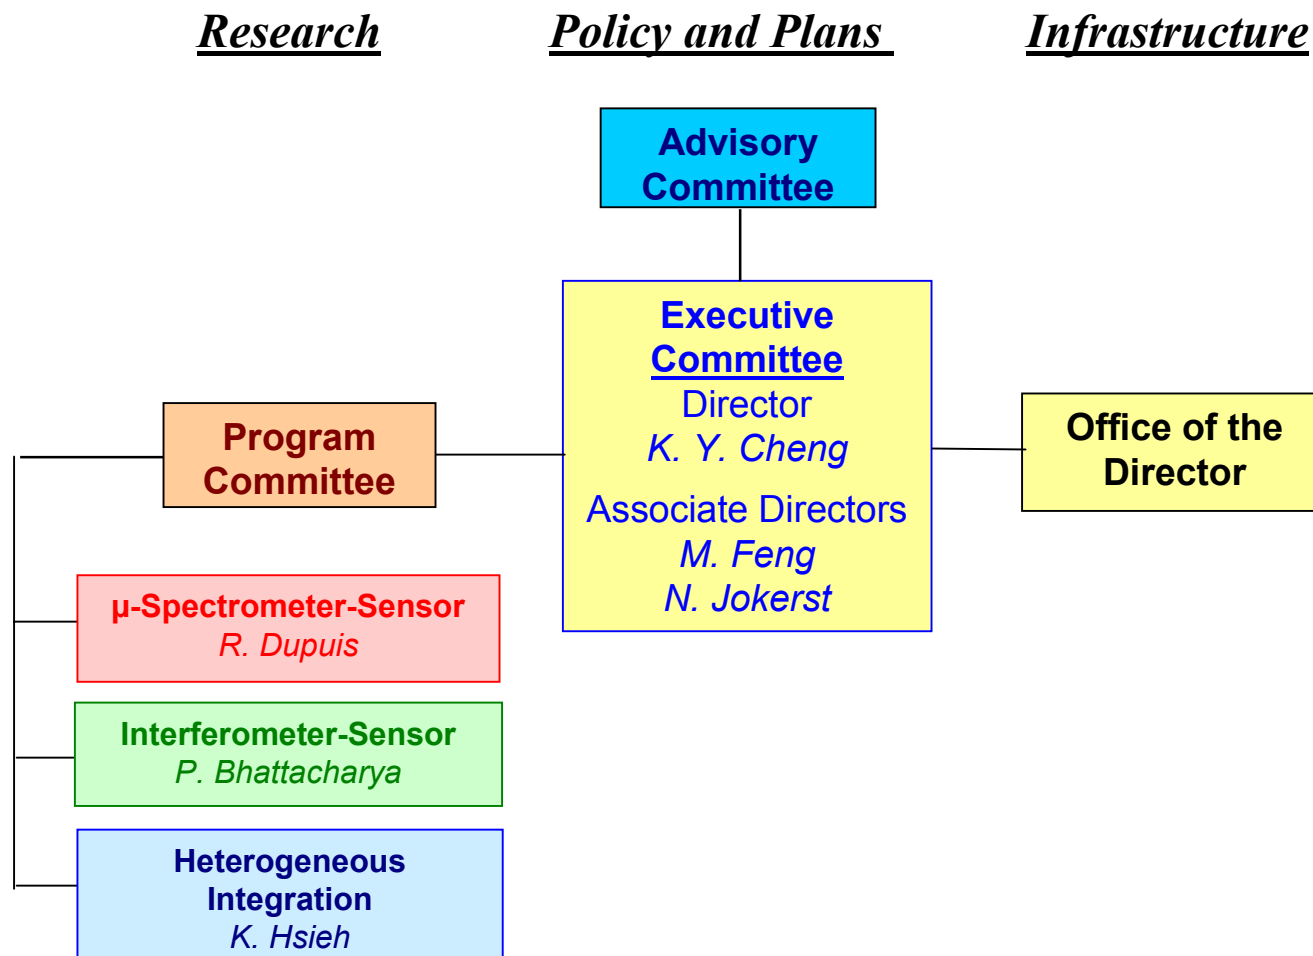 Research
Policy and Plans
Infrastructure
Advisory
Committee
Executive
Committee
Director
K. Y. Cheng
Associate Directors
M. Feng
N. Jokerst
Program
Committee
Office of the
Director
µ-Spectrometer-Sensor
R. Dupuis
Interferometer-Sensor
P. Bhattacharya
Heterogeneous
Integration
K. Hsieh